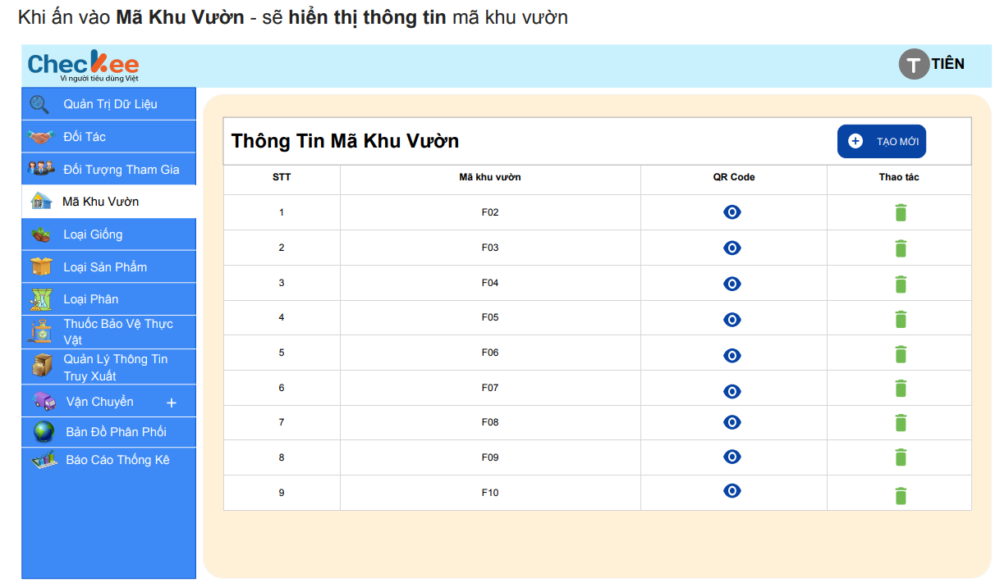 Khi ấn vào Mã Khu Vườn - sẽ hiển thị thông tin mã khu vườn
Checkee
Vì người tiêu dùng Việt
T TIÊN
Quản Trị Dữ Liệu
Đối Tác
Đối Tượng Tham Gia
Mã Khu Vườn
Loại Giống
Loại Sản Phẩm
Loại Phân
Thuốc Bảo Vệ Thực
Vật
Quản Lý Thông Tin
Truy Xuất
Vận Chuyển +
Bản Đồ Phân Phối
Báo Cáo Thống Kê
Thông Tin Mã Khu Vườn
TẠO MỚI
STT Mã khu vườn QR Code Thao tác
1 F02
2 F03
3 F04
4 F05
5 F06
6 F07
7 F08
8 F09
9 F10